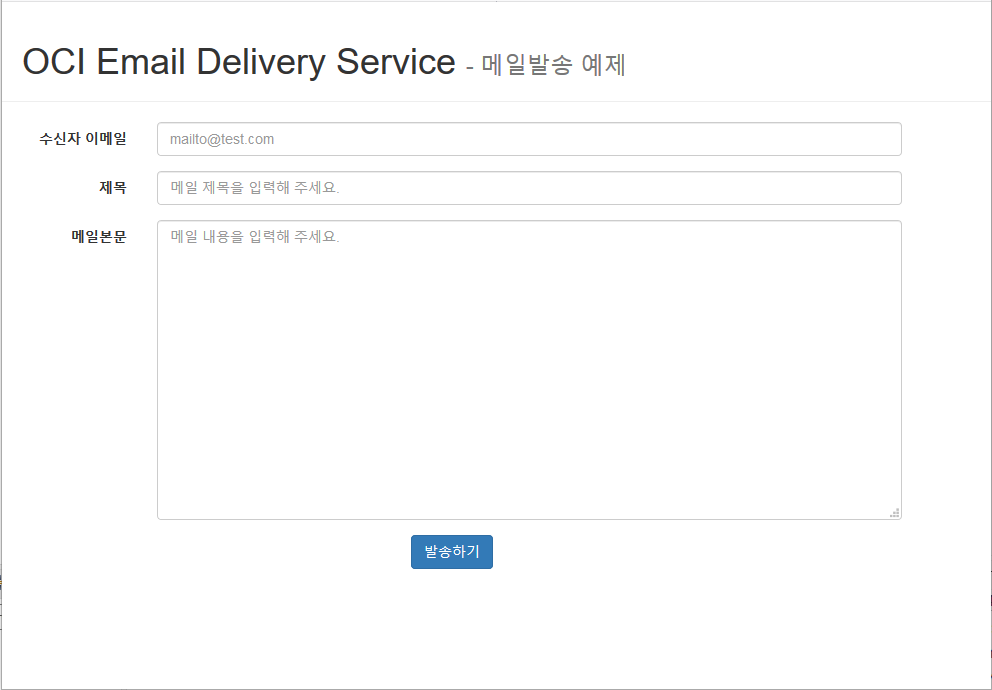 OCI Email Delivery Service - 메일발송 예제
수신자 이메일 mailto@test.com
제목 메일 제목을 입력해 주세요.
메일본문 메일 내용을 입력해 주세요.
발송하기